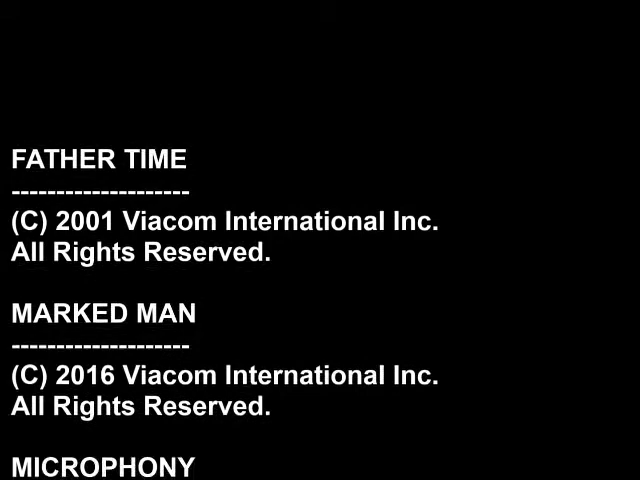 FATHER TIME
--------------------
(C) 2001 Viacom International Inc.
All Rights Reserved.
MARKED MAN
--------------------
(C) 2016 Viacom International Inc.
All Rights Reserved.
MICROPHONY